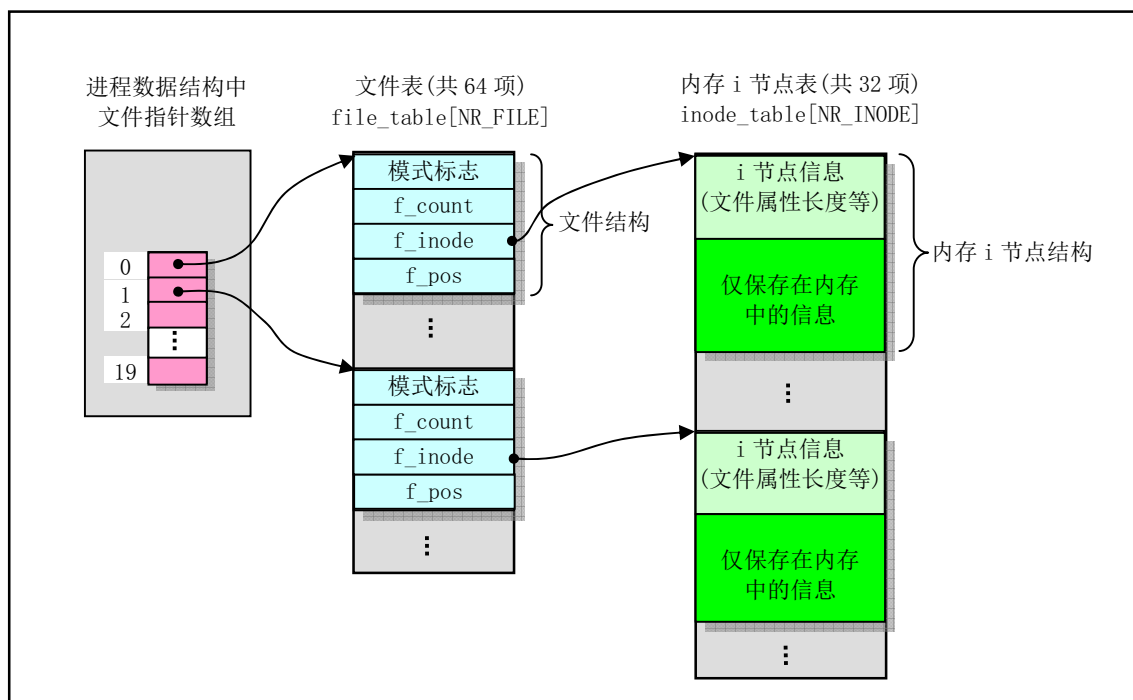 进程数据结构中
文件指针数组
0
1
2
⋮
19
文件表(共 64 项)
file_table[NR_FILE]
模式标志
f_count
f_inode
f_pos
文件结构
⋮
模式标志
f_count
f_inode
f_pos
⋮
内存 i 节点表(共 32 项)
inode_table[NR_INODE]
i 节点信息
(文件属性长度等)
仅保存在内存
中的信息
内存 i 节点结构
⋮
i 节点信息
(文件属性长度等)
仅保存在内存
中的信息
⋮